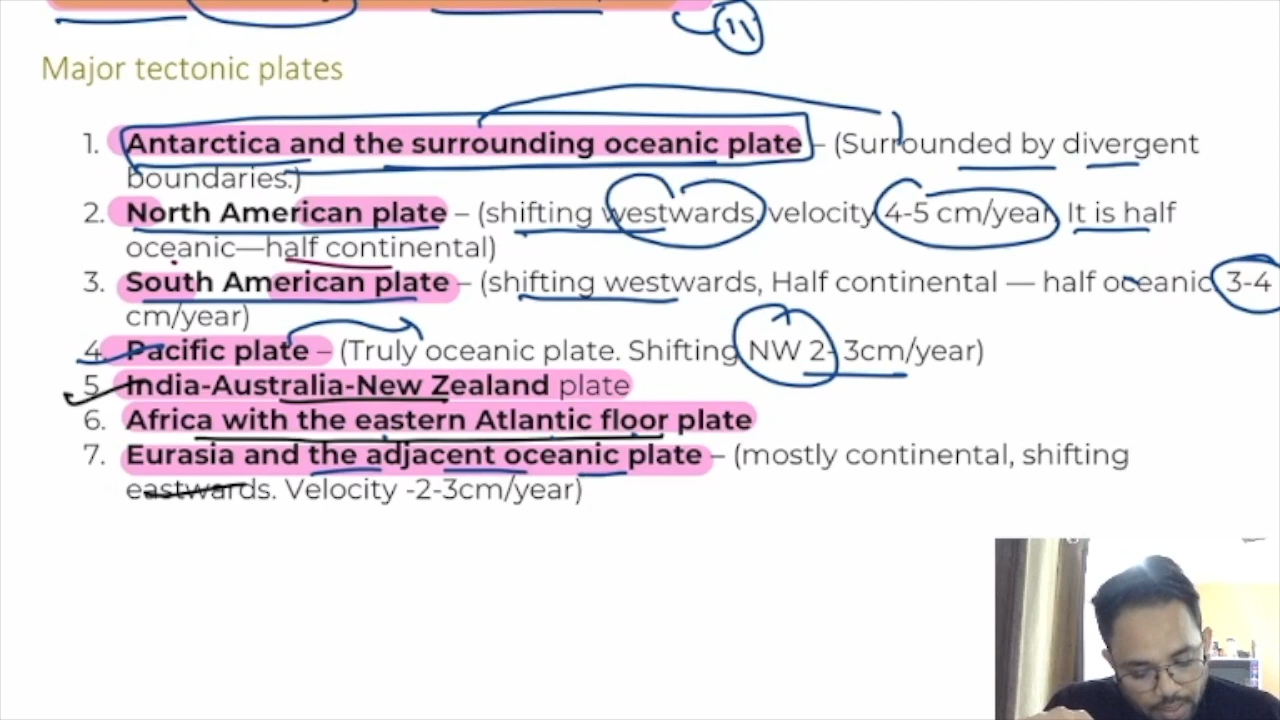 Major tectonic plates
1. Antarctica and the surrounding oceanic plate – (Surrounded by divergent
boundaries.)
2. North American plate – (shifting westwards, velocity 4-5 cm/year. It is half
oceanic—half continental)
3. South American plate – (shifting westwards, Half continental — half oceanic 3-4
cm/year)
4. Pacific plate – (Truly oceanic plate. Shifting NW 2- 3cm/year)
5. India-Australia-New Zealand plate
6. Africa with the eastern Atlantic floor plate
7. Eurasia and the adjacent oceanic plate – (mostly continental, shifting
eastwards. Velocity -2-3cm/year)